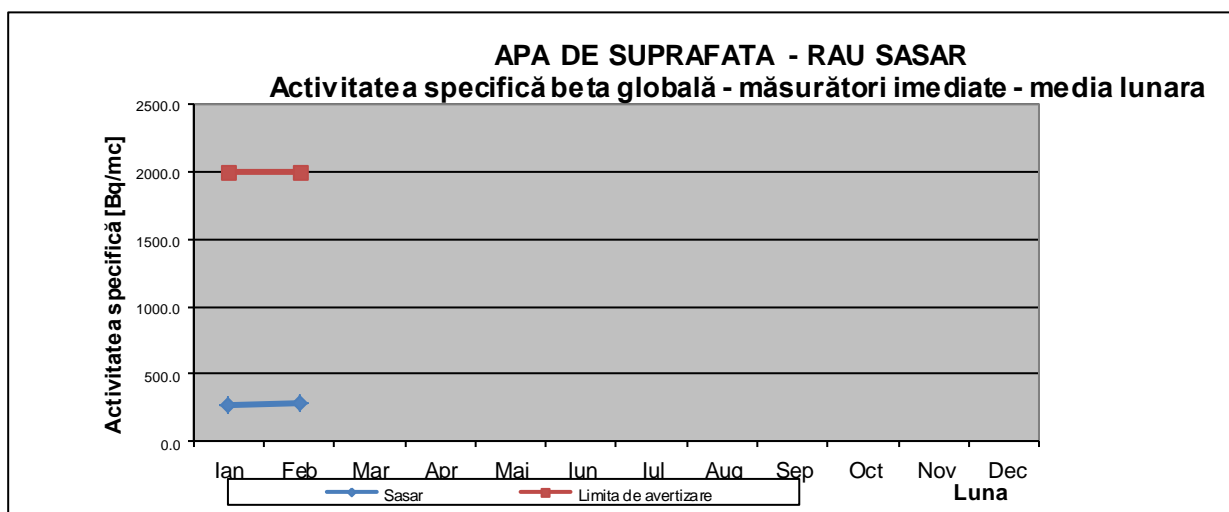 APA DE SUPRAFATA - RAU SASAR
Activitatea specifică beta globală - măsurători imediate - media lunara
Activitatea specifică [Bq/mc]
2500.0
2000.0
1500.0
1000.0
500.0
0.0
Ian Feb Mar Apr Mai Iun Iul Aug Sep Oct Nov Dec
Luna
Sasar Limita de avertizare